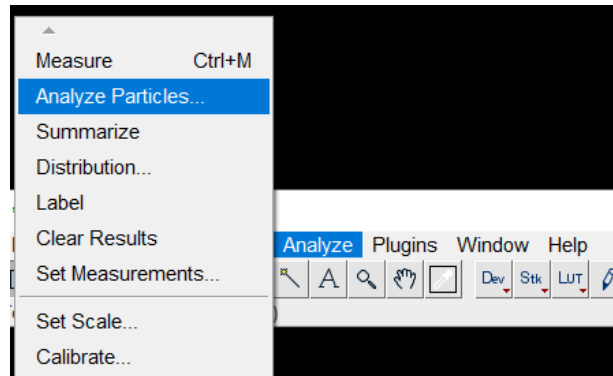 Measure Ctrl+M
Analyze Particles...
Summarize
Distribution...
Label
Clear Results
Set Measurements...
Set Scale...
Calibrate...
Analyze Plugins Window Help
A Dev Stk LUT